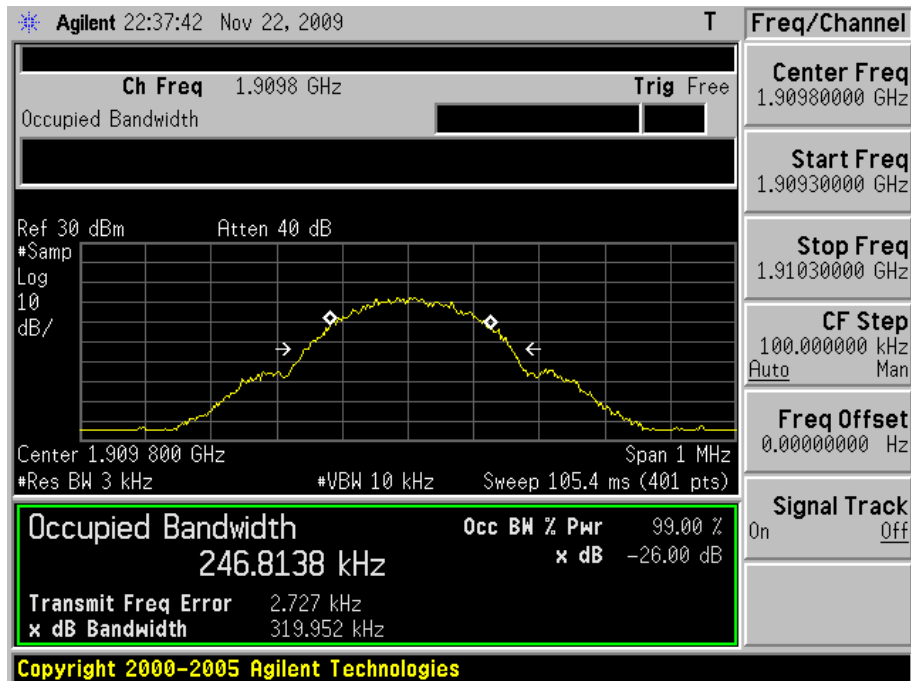 Agilent 22:37:42 Nov 22, 2009 T
Freq/Channel
Ch Freq 1.9098 GHz Trig Free
Occupied Bandwidth
Center Freq
1.90980000 GHz
Start Freq
1.90930000 GHz
Stop Freq
1.91030000 GHz
CF Step
100.000000 kHz
Auto Man
Freq Offset
0.00000000 Hz
Signal Track
On Off
Ref 30 dBm Atten 40 dB
#Samp
Log
10
dB/
Center 1.909 800 GHz Span 1 MHz
#Res BW 3 kHz #VBW 10 kHz Sweep 105.4 ms (401 pts)
Occupied Bandwidth Occ BW % Pwr 99.00 %
246.8138 kHz x dB -26.00 dB
Transmit Freq Error 2.727 kHz
x dB Bandwidth 319.952 kHz
Copyright 2000-2005 Agilent Technologies